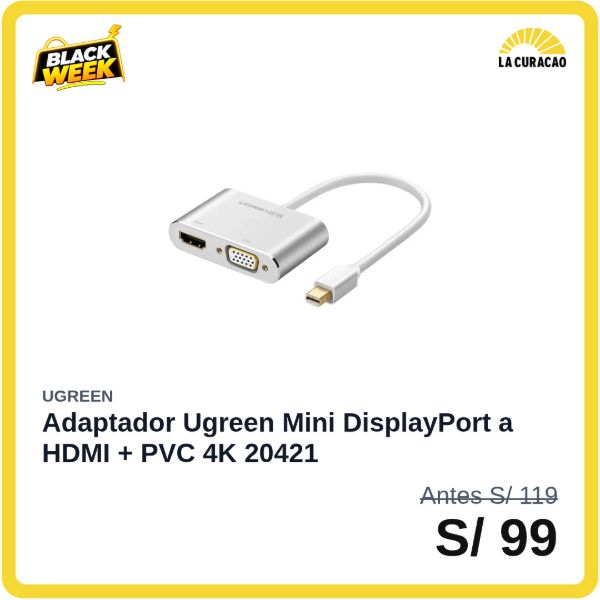 BLACK
WEEK
LA CURACAO
UGREEN
UGREEN
Adaptador Ugreen Mini DisplayPort a
HDMI + PVC 4K 20421
Antes S/ 119
S/ 99